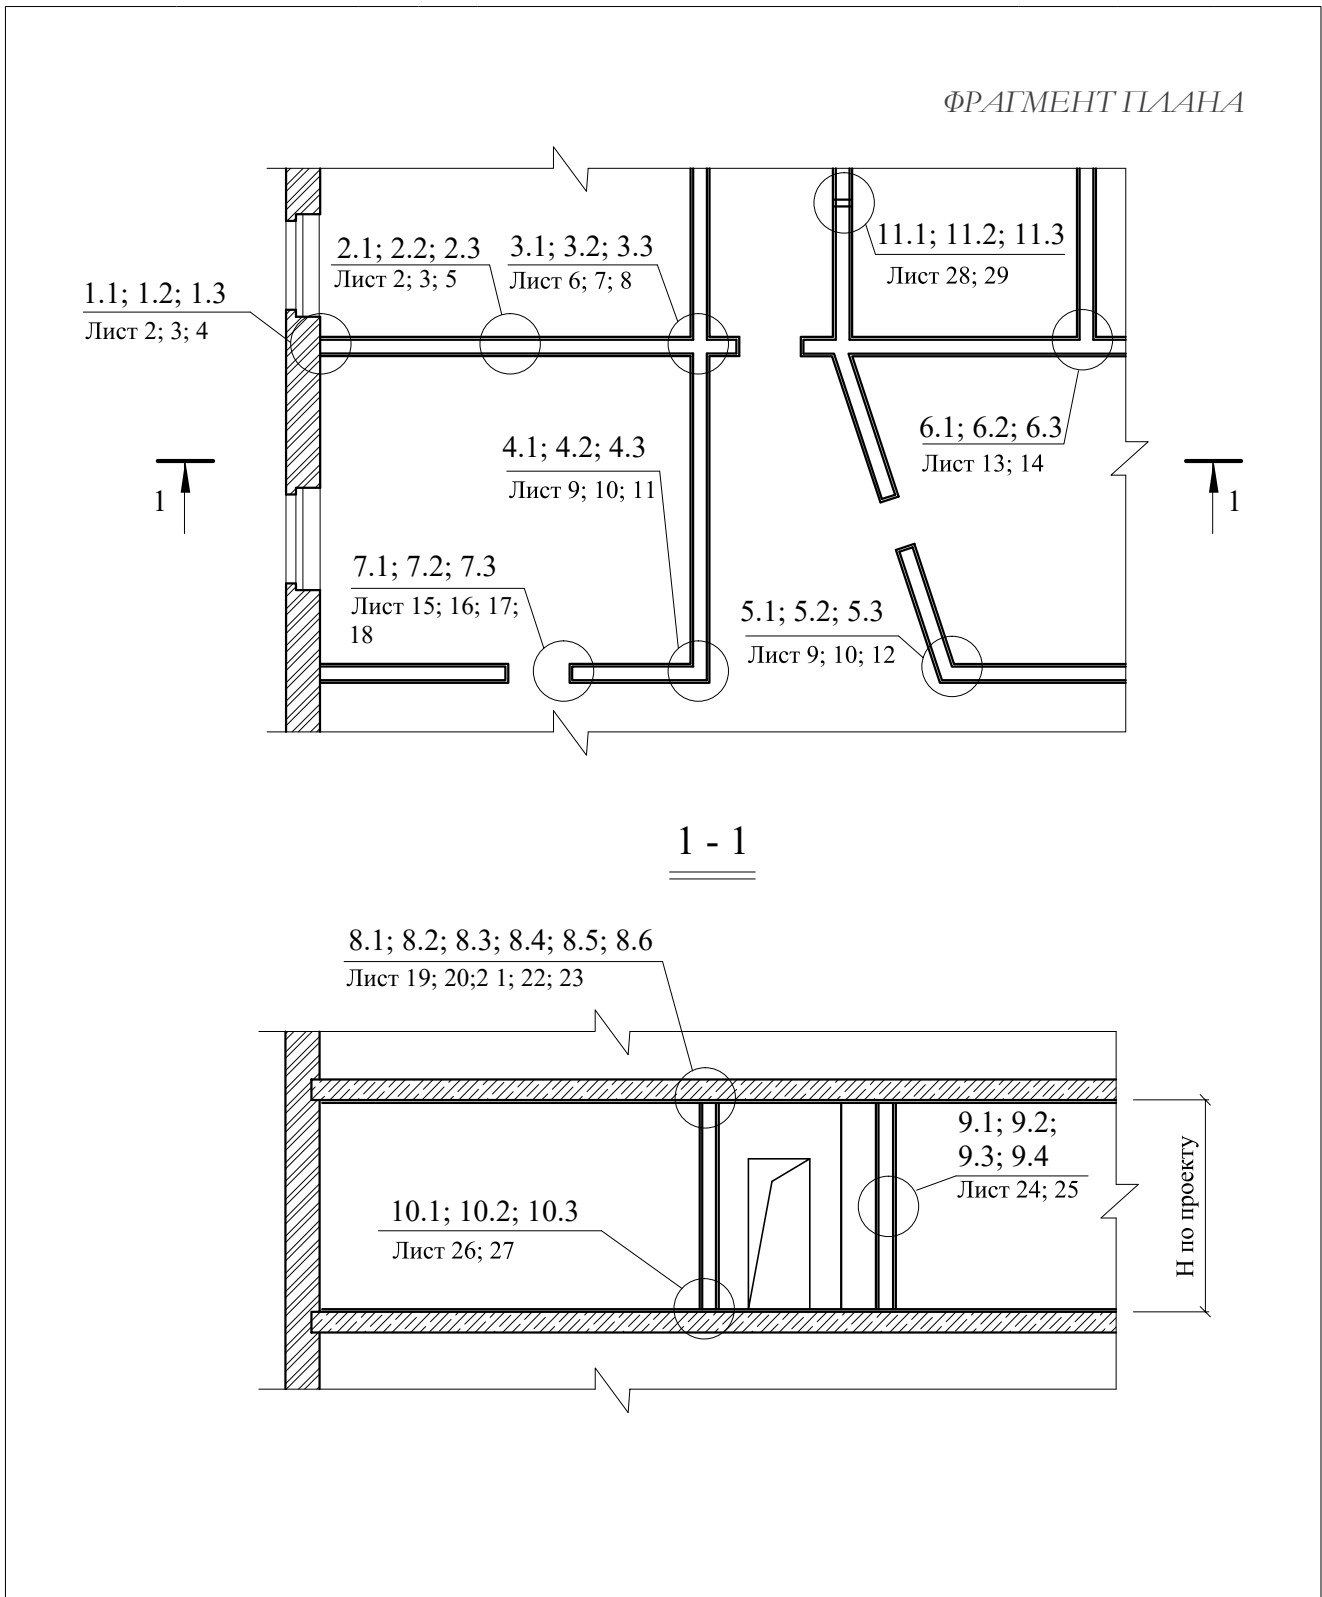 ФРАГМЕНТ ПЛАНА
11.1; 11.2; 11.3
Лист 28; 29
2.1; 2.2; 2.3
Лист 2; 3; 5
3.1; 3.2; 3.3
Лист 6; 7; 8
1.1; 1.2; 1.3
Лист 2; 3; 4
6.1; 6.2; 6.3
Лист 13; 14
4.1; 4.2; 4.3
Лист 9; 10; 11
1
1
7.1; 7.2; 7.3
Лист 15; 16; 17;
18
5.1; 5.2; 5.3
Лист 9; 10; 12
1 - 1
8.1; 8.2; 8.3; 8.4; 8.5; 8.6
Лист 19; 20;2 1; 22; 23
9.1; 9.2;
9.3; 9.4
Лист 24; 25
10.1; 10.2; 10.3
Лист 26; 27
Н по проекту